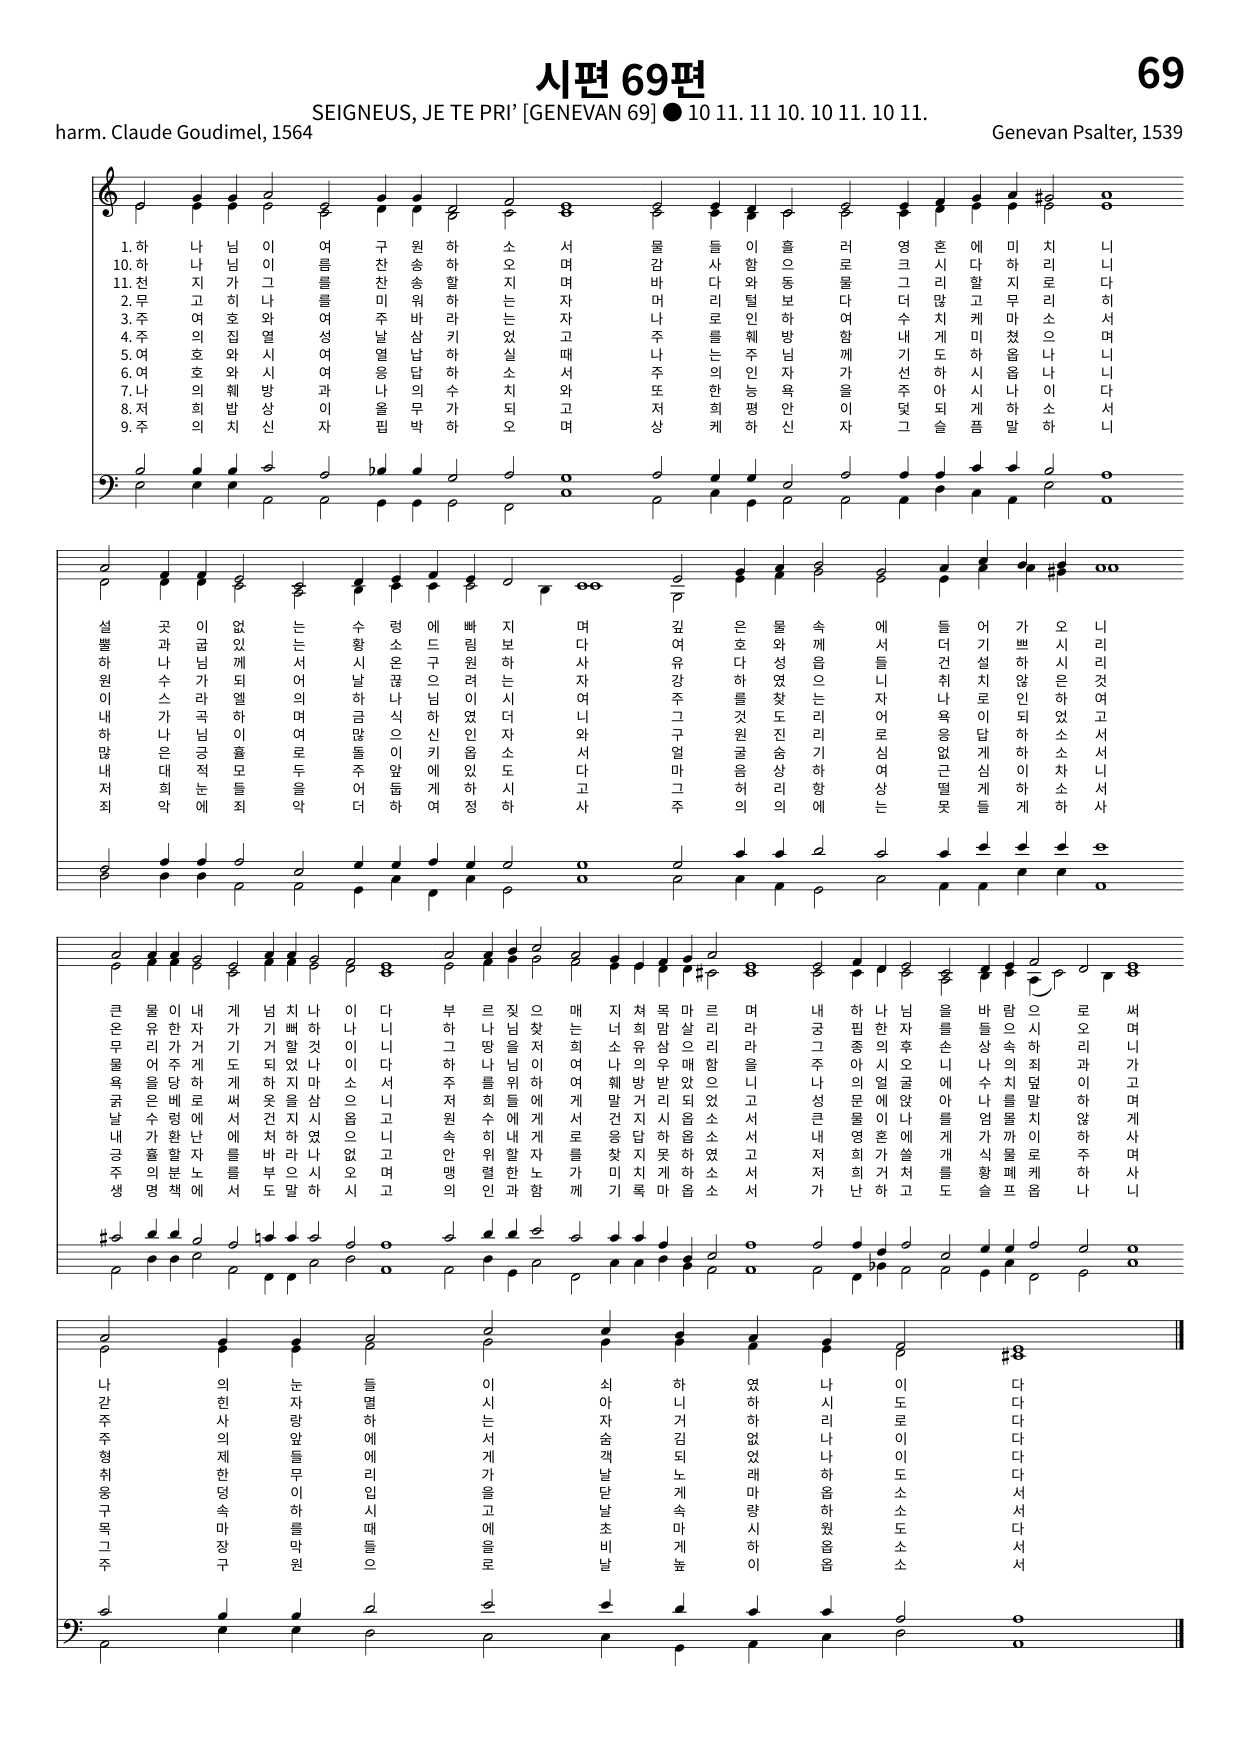 시편 69편
69
SEIGNEUS, JE TE PRI’ [GENEVAN 69] ● 10 11. 11 10. 10 11. 10 11.
harm. Claude Goudimel, 1564
Genevan Psalter, 1539
1. 하 나 님 이 여 구 원 하 소 서 물 들 이 흘 러 영 혼 에 미 치 니
10. 하 나 님 이 름 찬 송 하 오 며 감 사 함 으 로 크 시 다 하 리 니
11. 천 지 가 그 를 찬 송 할 지 며 바 다 와 동 물 그 리 할 지 로 다
2. 무 고 히 나 를 미 워 하 는 자 머 리 털 보 다 더 많 고 무 리 히
3. 주 여 호 와 여 주 바 라 는 자 나 로 인 하 여 수 치 케 마 소 서
4. 주 의 집 열 성 날 삼 키 었 고 주 를 훼 방 함 내 게 미 쳤 으 며
5. 여 호 와 시 여 열 납 하 실 때 나 는 주 님 께 기 도 하 옵 나 니
6. 여 호 와 시 여 응 답 하 소 서 주 의 인 자 가 선 하 시 옵 나 니
7. 나 의 훼 방 과 나 의 수 치 와 또 한 능 욕 을 주 아 시 나 이 다
8. 저 희 밥 상 이 올 무 가 되 고 저 희 평 안 이 덫 되 게 하 소 서
9. 주 의 치 신 자 핍 박 하 오 며 상 케 하 신 자 그 슬 픔 말 하 니
설 곳 이 없 는 수 렁 에 빠 지 며 깊 은 물 속 에 들 어 가 오 니
뿔 과 굽 있 는 황 소 드 림 보 다 여 호 와 께 서 더 기 쁘 시 리
하 나 님 께 서 시 온 구 원 하 사 유 다 성 읍 들 건 설 하 시 리
원 수 가 되 어 날 끊 으 려 는 자 강 하 였 으 니 취 치 않 은 것
이 스 라 엘 의 하 나 님 이 시 여 주 를 찾 는 자 나 로 인 하 여
내 가 곡 하 며 금 식 하 였 더 니 그 것 도 리 어 욕 이 되 었 고
하 나 님 이 여 많 으 신 인 자 와 구 원 진 리 로 응 답 하 소 서
많 은 긍 휼 로 돌 이 키 옵 소 서 얼 굴 숨 기 심 없 게 하 소 서
내 대 적 모 두 주 앞 에 있 도 다 마 음 상 하 여 근 심 이 차 니
저 희 눈 들 을 어 둡 게 하 시 고 그 허 리 항 상 떨 게 하 소 서
죄 악 에 죄 악 더 하 여 정 하 사 주 의 의 에 는 못 들 게 하 사
큰 물 이 내 게 넘 치 나 이 다 부 르 짖 으 매 지 쳐 목 마 르 며 내 하 나 님 을 바 람 으 로 써
온 유 한 자 가 기 뻐 하 나 니 하 나 님 찾 는 너 희 맘 살 리 라 궁 핍 한 자 를 들 으 시 오 며
무 리 가 거 기 거 할 것 이 니 그 땅 을 저 희 소 유 삼 으 리 라 그 종 의 후 손 상 속 하 리 니
물 어 주 게 도 되 었 나 이 다 하 나 님 이 여 나 의 우 매 함 을 주 아 시 오 니 나 의 죄 과 가
욕 을 당 하 게 하 지 마 소 서 주 를 위 하 여 훼 방 받 았 으 니 나 의 얼 굴 에 수 치 덮 이 고
굵 은 베 로 써 옷 을 삼 으 니 저 희 들 에 게 말 거 리 되 었 고 성 문 에 앉 아 나 를 말 하 며
날 수 렁 에 서 건 지 시 옵 고 원 수 에 게 서 건 지 시 옵 소 서 큰 물 이 나 를 엄 몰 치 않 게
내 가 환 난 에 처 하 였 으 니 속 히 내 게 로 응 답 하 옵 소 서 내 영 혼 에 게 가 까 이 하 사
긍 휼 할 자 를 바 라 나 없 고 안 위 할 자 를 찾 지 못 하 였 고 저 희 가 쓸 개 식 물 로 주 며
주 의 분 노 를 부 으 시 오 며 맹 렬 한 노 가 미 치 게 하 소 서 저 희 거 처 를 황 폐 케 하 사
생 명 책 에 서 도 말 하 시 고 의 인 과 함 께 기 록 마 옵 소 서 가 난 하 고 도 슬 프 옵 나 니
나 의 눈 들 이 쇠 하 였 나 이 다
갇 힌 자 멸 시 아 니 하 시 도 다
주 사 랑 하 는 자 거 하 리 로 다
주 의 앞 에 서 숨 김 없 나 이 다
형 제 들 에 게 객 되 었 나 이 다
취 한 무 리 가 날 노 래 하 도 다
웅 덩 이 입 을 닫 게 마 옵 소 서
구 속 하 시 고 날 속 량 하 소 서
목 마 를 때 에 초 마 시 웠 도 다
그 장 막 들 을 비 게 하 옵 소 서
주 구 원 으 로 날 높 이 옵 소 서